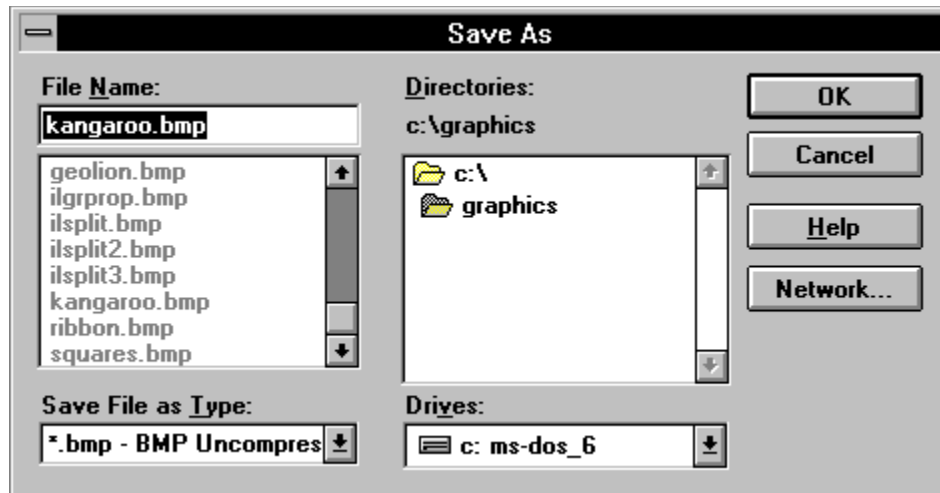 Save As
File Name:
kangaroo.bmp
geolion.bmp
ilgrprop.bmp
ilsplit.bmp
ilsplit2.bmp
ilsplit3.bmp
kangaroo.bmp
ribbon.bmp
squares.bmp
Save File as Type:
*.bmp - BMP Uncompres
Directories:
c:\graphics
c:\
graphics
Drives:
c: ms-dos_6
OK
Cancel
Help
Network...